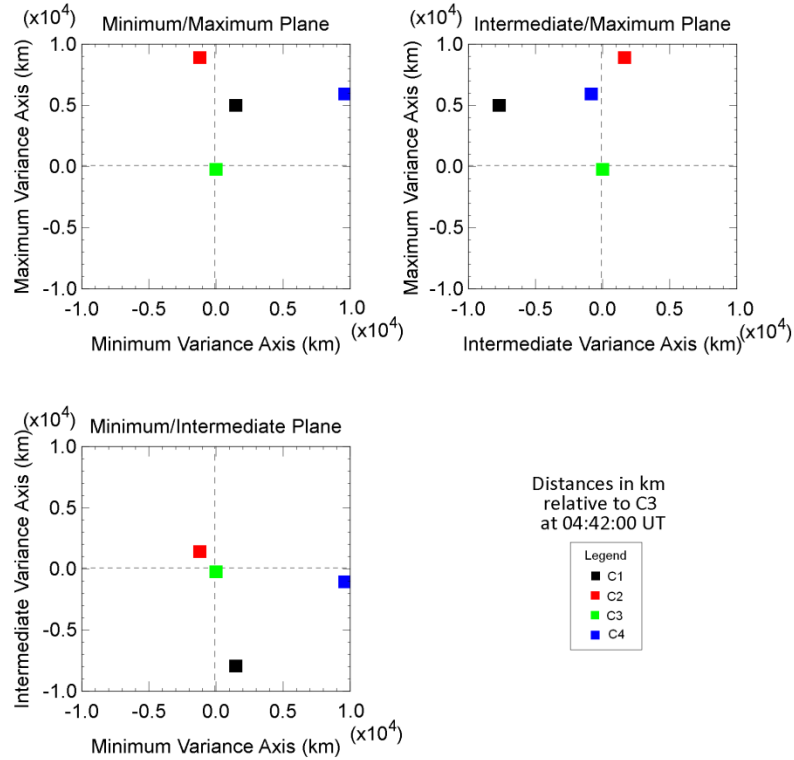 (x10⁴)
Minimum/Maximum Plane
Maximum Variance Axis (km)
1.0
0.5
0.0
-0.5
-1.0
-1.0 -0.5 0.0 0.5 1.0
(x10⁴)
Minimum Variance Axis (km)
(x10⁴)
Intermediate/Maximum Plane
Maximum Variance Axis (km)
1.0
0.5
0.0
-0.5
-1.0
-1.0 -0.5 0.0 0.5 1.0
(x10⁴)
Intermediate Variance Axis (km)
(x10⁴)
Minimum/Intermediate Plane
Intermediate Variance Axis (km)
1.0
0.5
0.0
-0.5
-1.0
-1.0 -0.5 0.0 0.5 1.0
(x10⁴)
Minimum Variance Axis (km)
Distances in km
relative to C3
at 04:42:00 UT
Legend
C1
C2
C3
C4